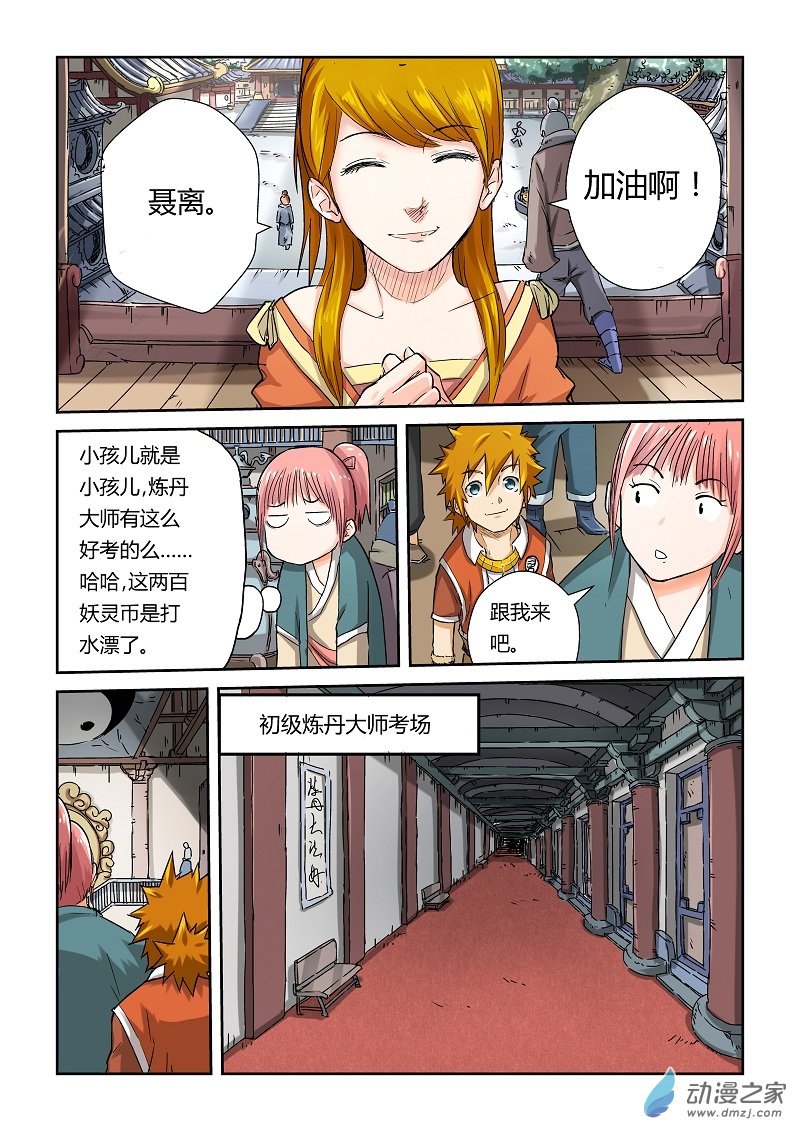 聂离。
加油啊！
小孩儿就是
小孩儿,炼丹
大师有这么
好考的么……
哈哈,这两百
妖灵币是打
水漂了。
跟我来
吧。
初级炼丹大师考场
动漫之家
www.dmzj.com